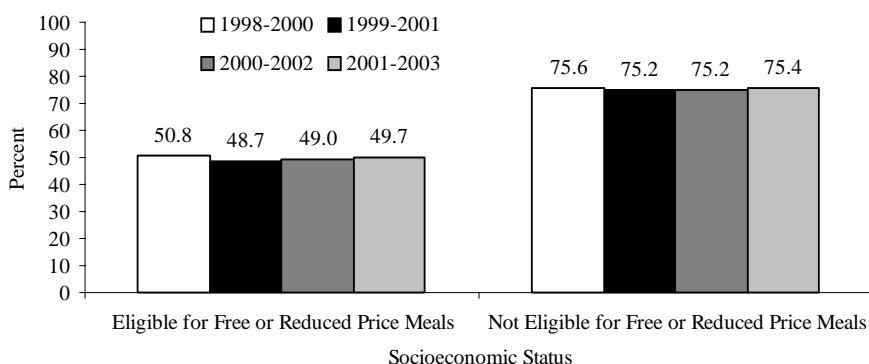 100
90
80
70
60
50
40
30
20
10
0
Percent
1998-2000 1999-2001
2000-2002 2001-2003
50.8 48.7 49.0 49.7
75.6 75.2 75.2 75.4
Eligible for Free or Reduced Price Meals Not Eligible for Free or Reduced Price Meals
Socioeconomic Status